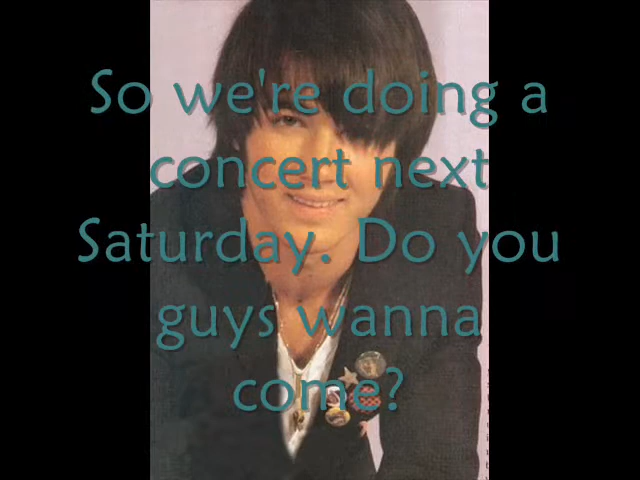 So we're doing a
concert next
Saturday. Do you
guys wanna
come?